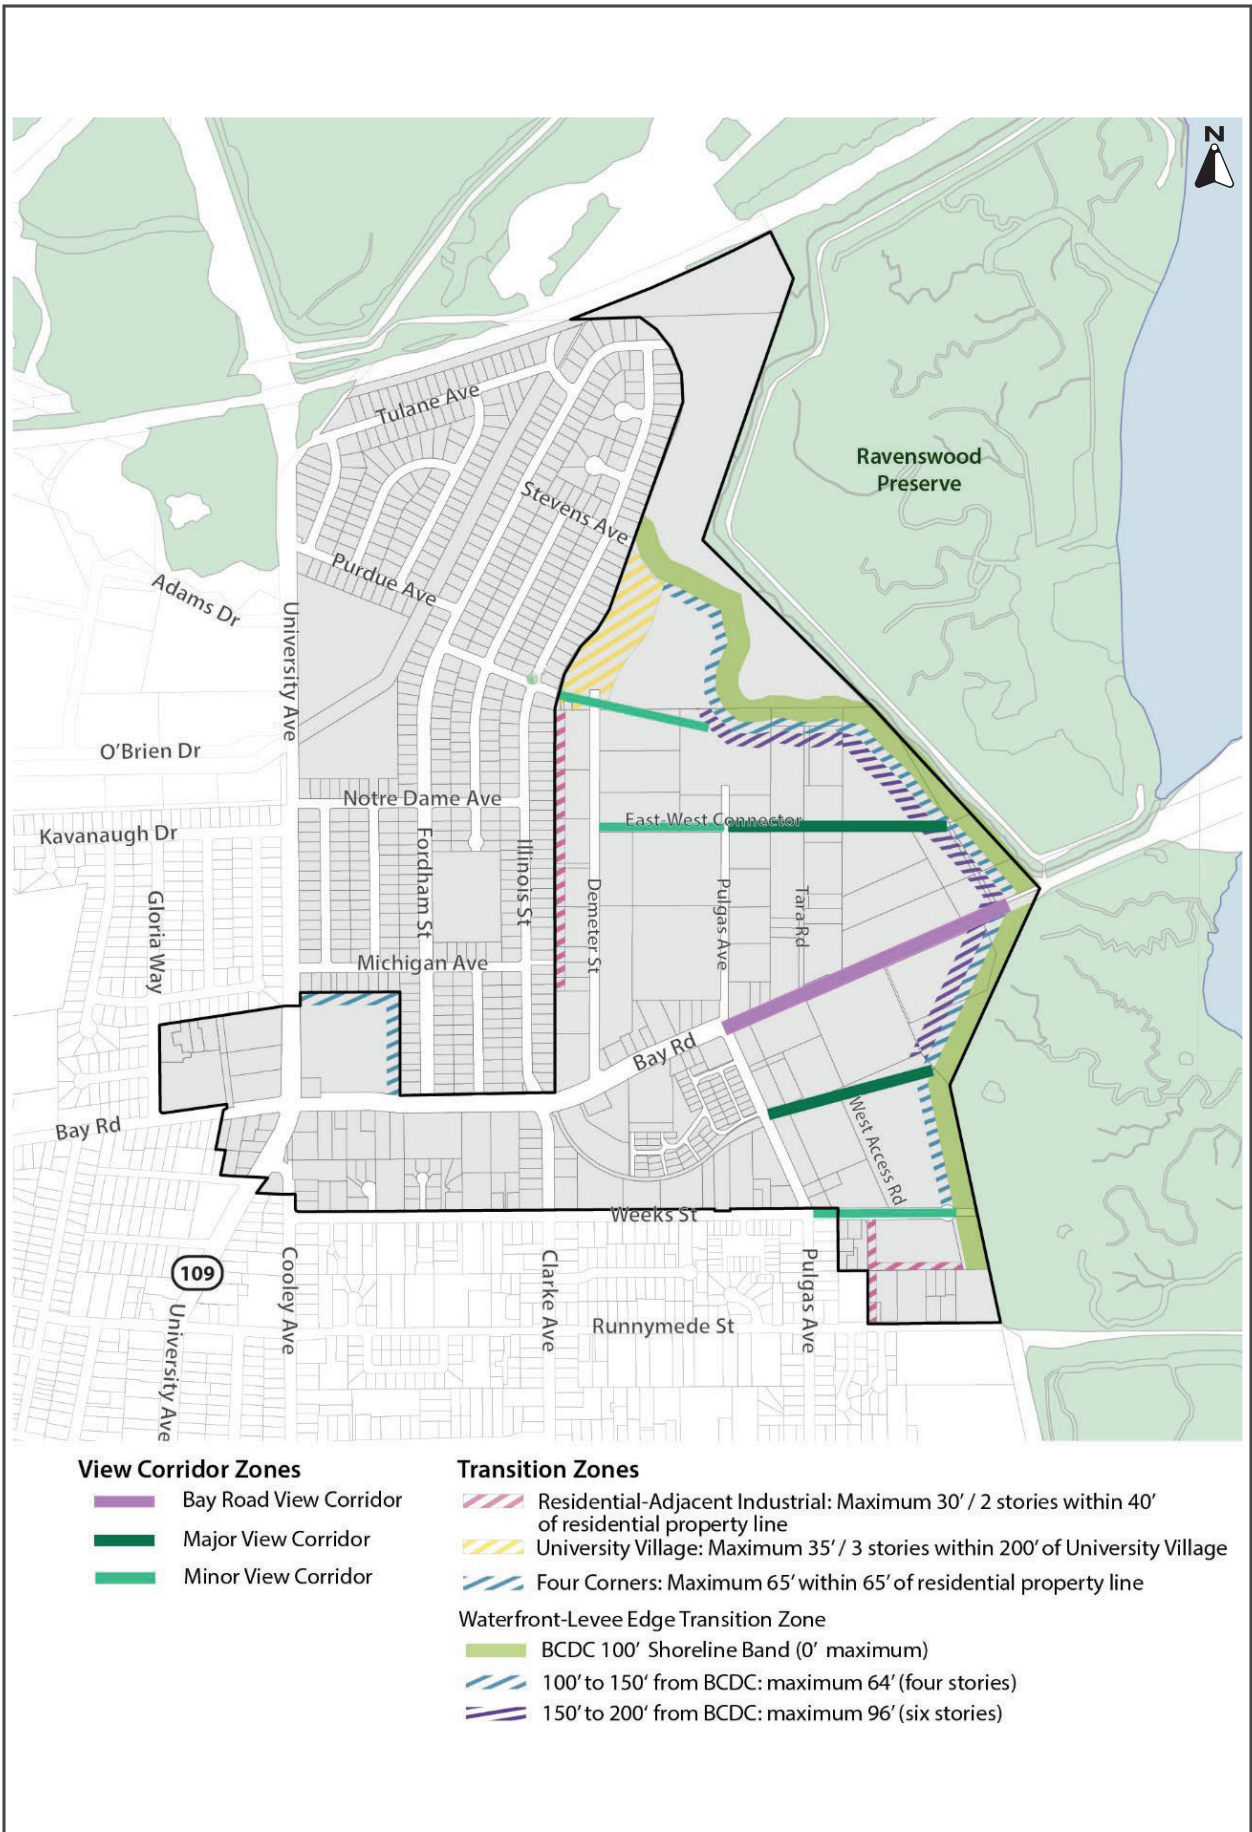 N
Ravenswood
Preserve
Tulane Ave
Stevens Ave
Purdue Ave
Adams Dr
University Ave
O'Brien Dr
Notre Dame Ave
Kavanaugh Dr
East-West Connector
Fordham St
Illinois St
Gloria Way
Demeter St
Pulgas Ave
Tara Rd
Michigan Ave
Bay Rd
Bay Rd
West Access Rd
Weeks St
109
Cooley Ave
Clarke Ave
Pulgas Ave
University Ave
Runnymede St
View Corridor Zones
Bay Road View Corridor
Major View Corridor
Minor View Corridor
Transition Zones
Residential-Adjacent Industrial: Maximum 30' / 2 stories within 40'
of residential property line
University Village: Maximum 35' / 3 stories within 200' of University Village
Four Corners: Maximum 65' within 65' of residential property line
Waterfront-Levee Edge Transition Zone
BCDC 100' Shoreline Band (0' maximum)
100' to 150' from BCDC: maximum 64' (four stories)
150' to 200' from BCDC: maximum 96' (six stories)